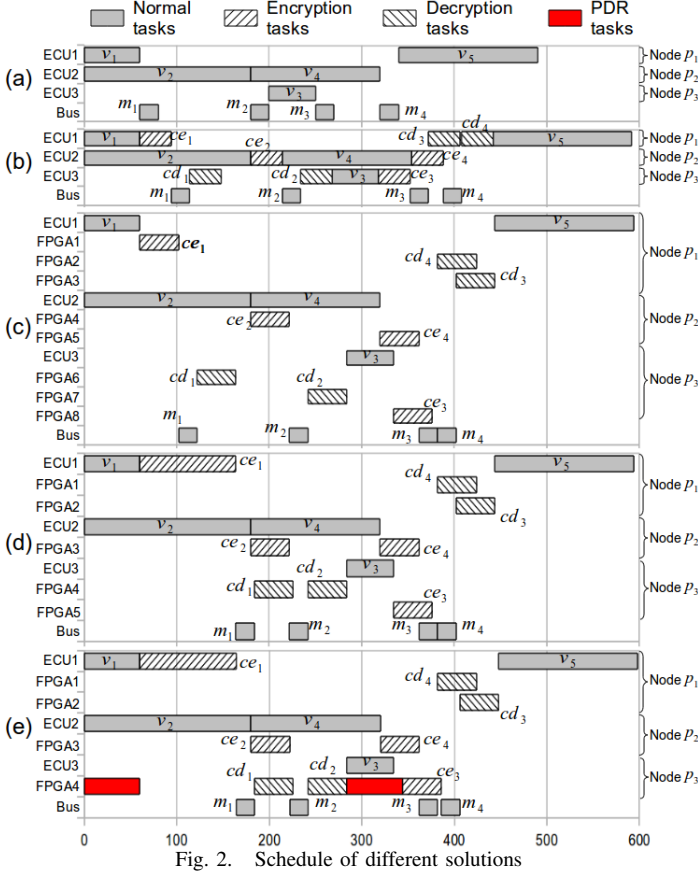 Normal tasks
Encryption tasks
Decryption tasks
PDR tasks
(a)
ECU1 v1 v5 Node p1
ECU2 v2 v4 Node p2
ECU3 v3 Node p3
Bus m1 m2 m3 m4
(b)
ECU1 v1 ce1 cd3 cd4 v5 Node p1
ECU2 v2 ce2 v4 ce4 Node p2
ECU3 cd1 cd2 v3 ce3 Node p3
Bus m1 m2 m3 m4
(c)
ECU1 v1 v5
FPGA1 ce1 Node p1
FPGA2 cd4
FPGA3 cd3
ECU2 v2 v4
FPGA4 ce2 Node p2
FPGA5 ce4
ECU3 v3
FPGA6 cd1 cd2 Node p3
FPGA7
FPGA8 ce3
Bus m1 m2 m3 m4
(d)
ECU1 v1 ce1 v5
FPGA1 cd4 Node p1
FPGA2 cd3
ECU2 v2 v4 Node p2
FPGA3 ce2 ce4
ECU3 v3
FPGA4 cd1 cd2 Node p3
FPGA5 ce3
Bus m1 m2 m3 m4
(e)
ECU1 v1 ce1 v5
FPGA1 cd4 Node p1
FPGA2 cd3
ECU2 v2 v4 Node p2
FPGA3 ce2 ce4
ECU3 v3 Node p3
FPGA4 cd1 cd2 ce3
Bus m1 m2 m3 m4
0 100 200 300 400 500 600
Fig. 2. Schedule of different solutions